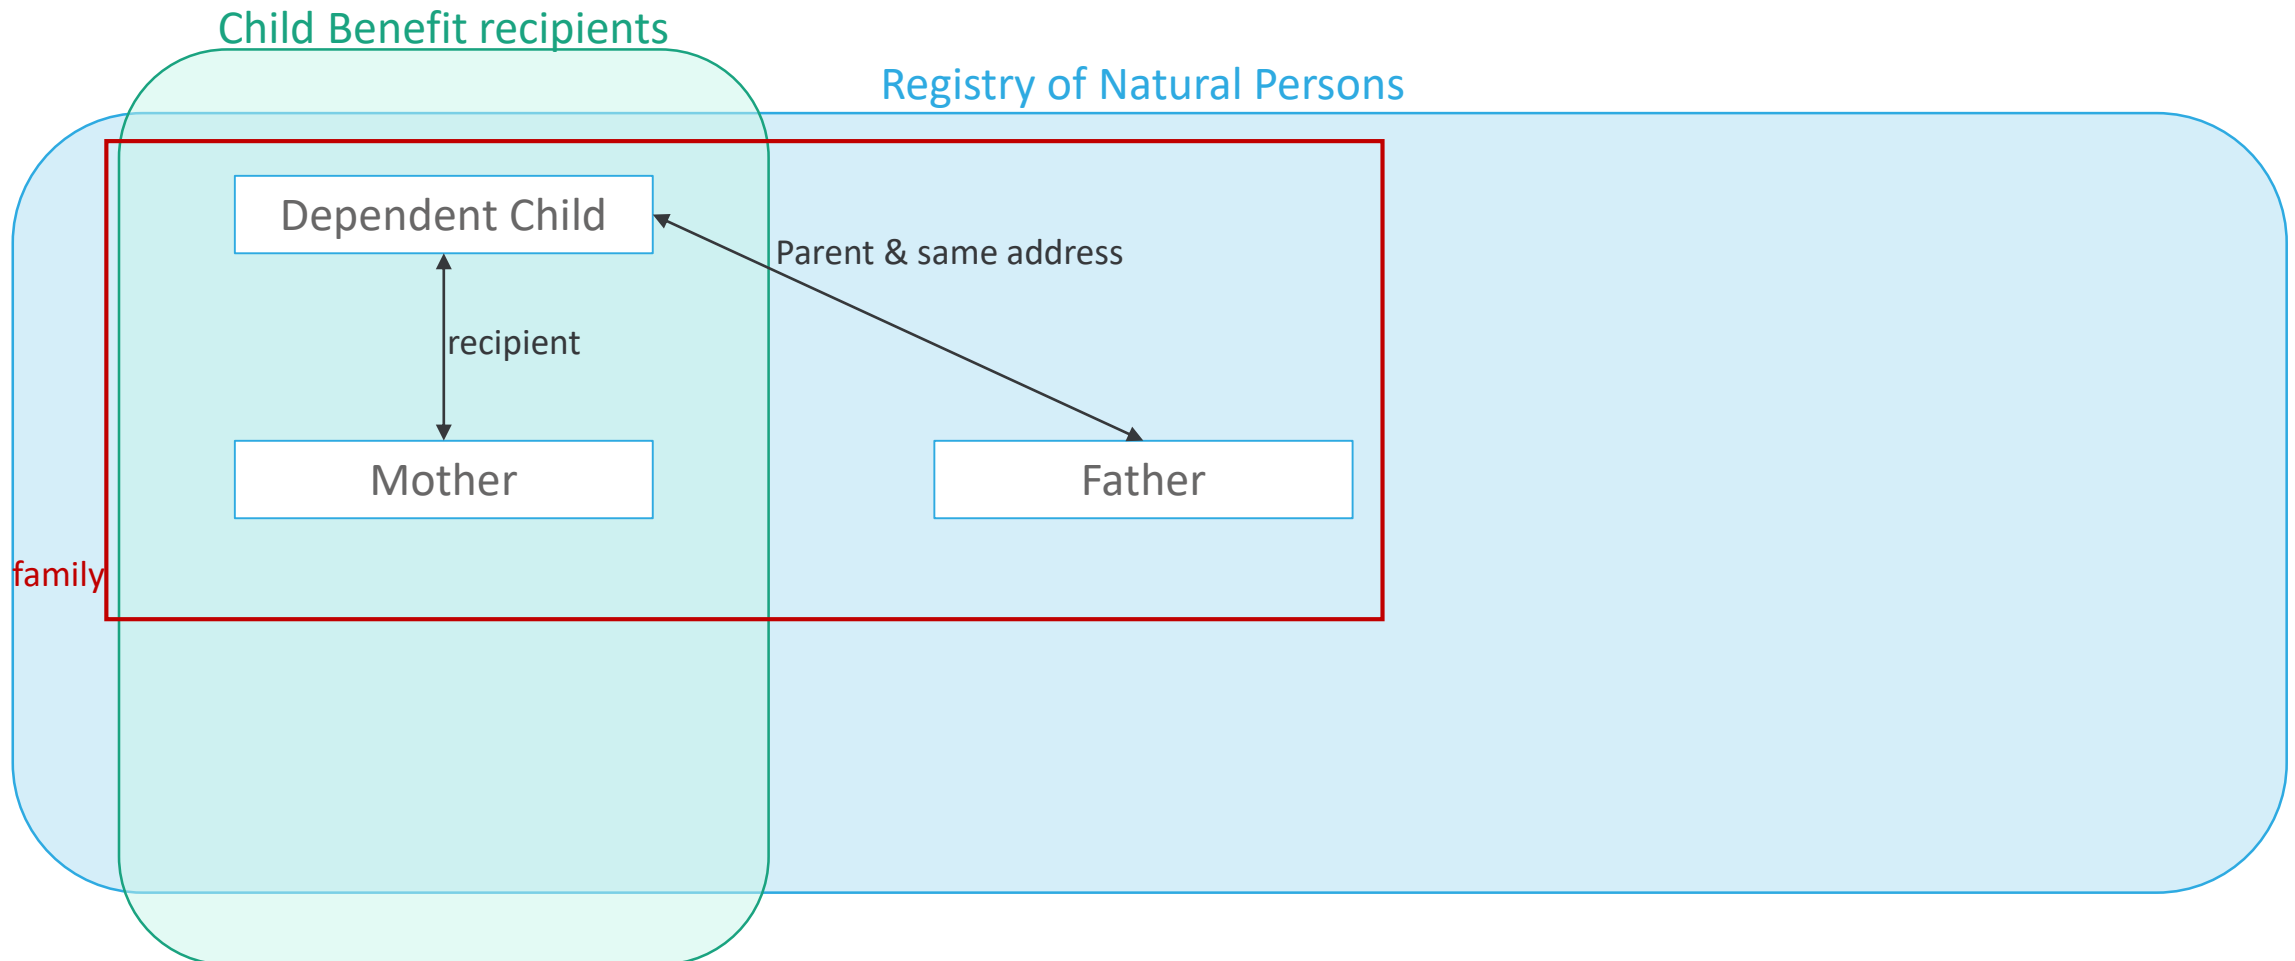 Child Benefit recipients
Registry of Natural Persons
Dependent Child
Parent & same address
recipient
Mother
Father
family